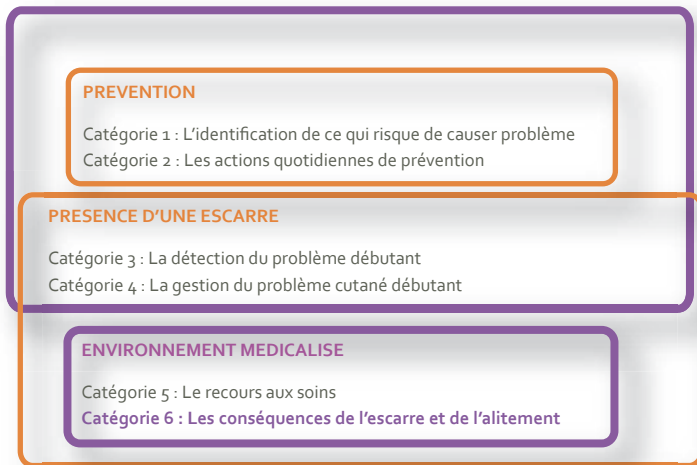 PREVENTION
Catégorie 1 : L'identification de ce qui risque de causer problème
Catégorie 2 : Les actions quotidiennes de prévention
PRESENCE D'UNE ESCARRE
Catégorie 3 : La détection du problème débutant
Catégorie 4 : La gestion du problème cutané débutant
ENVIRONNEMENT MEDICALISE
Catégorie 5 : Le recours aux soins
Catégorie 6 : Les conséquences de l'escarre et de l'alitement